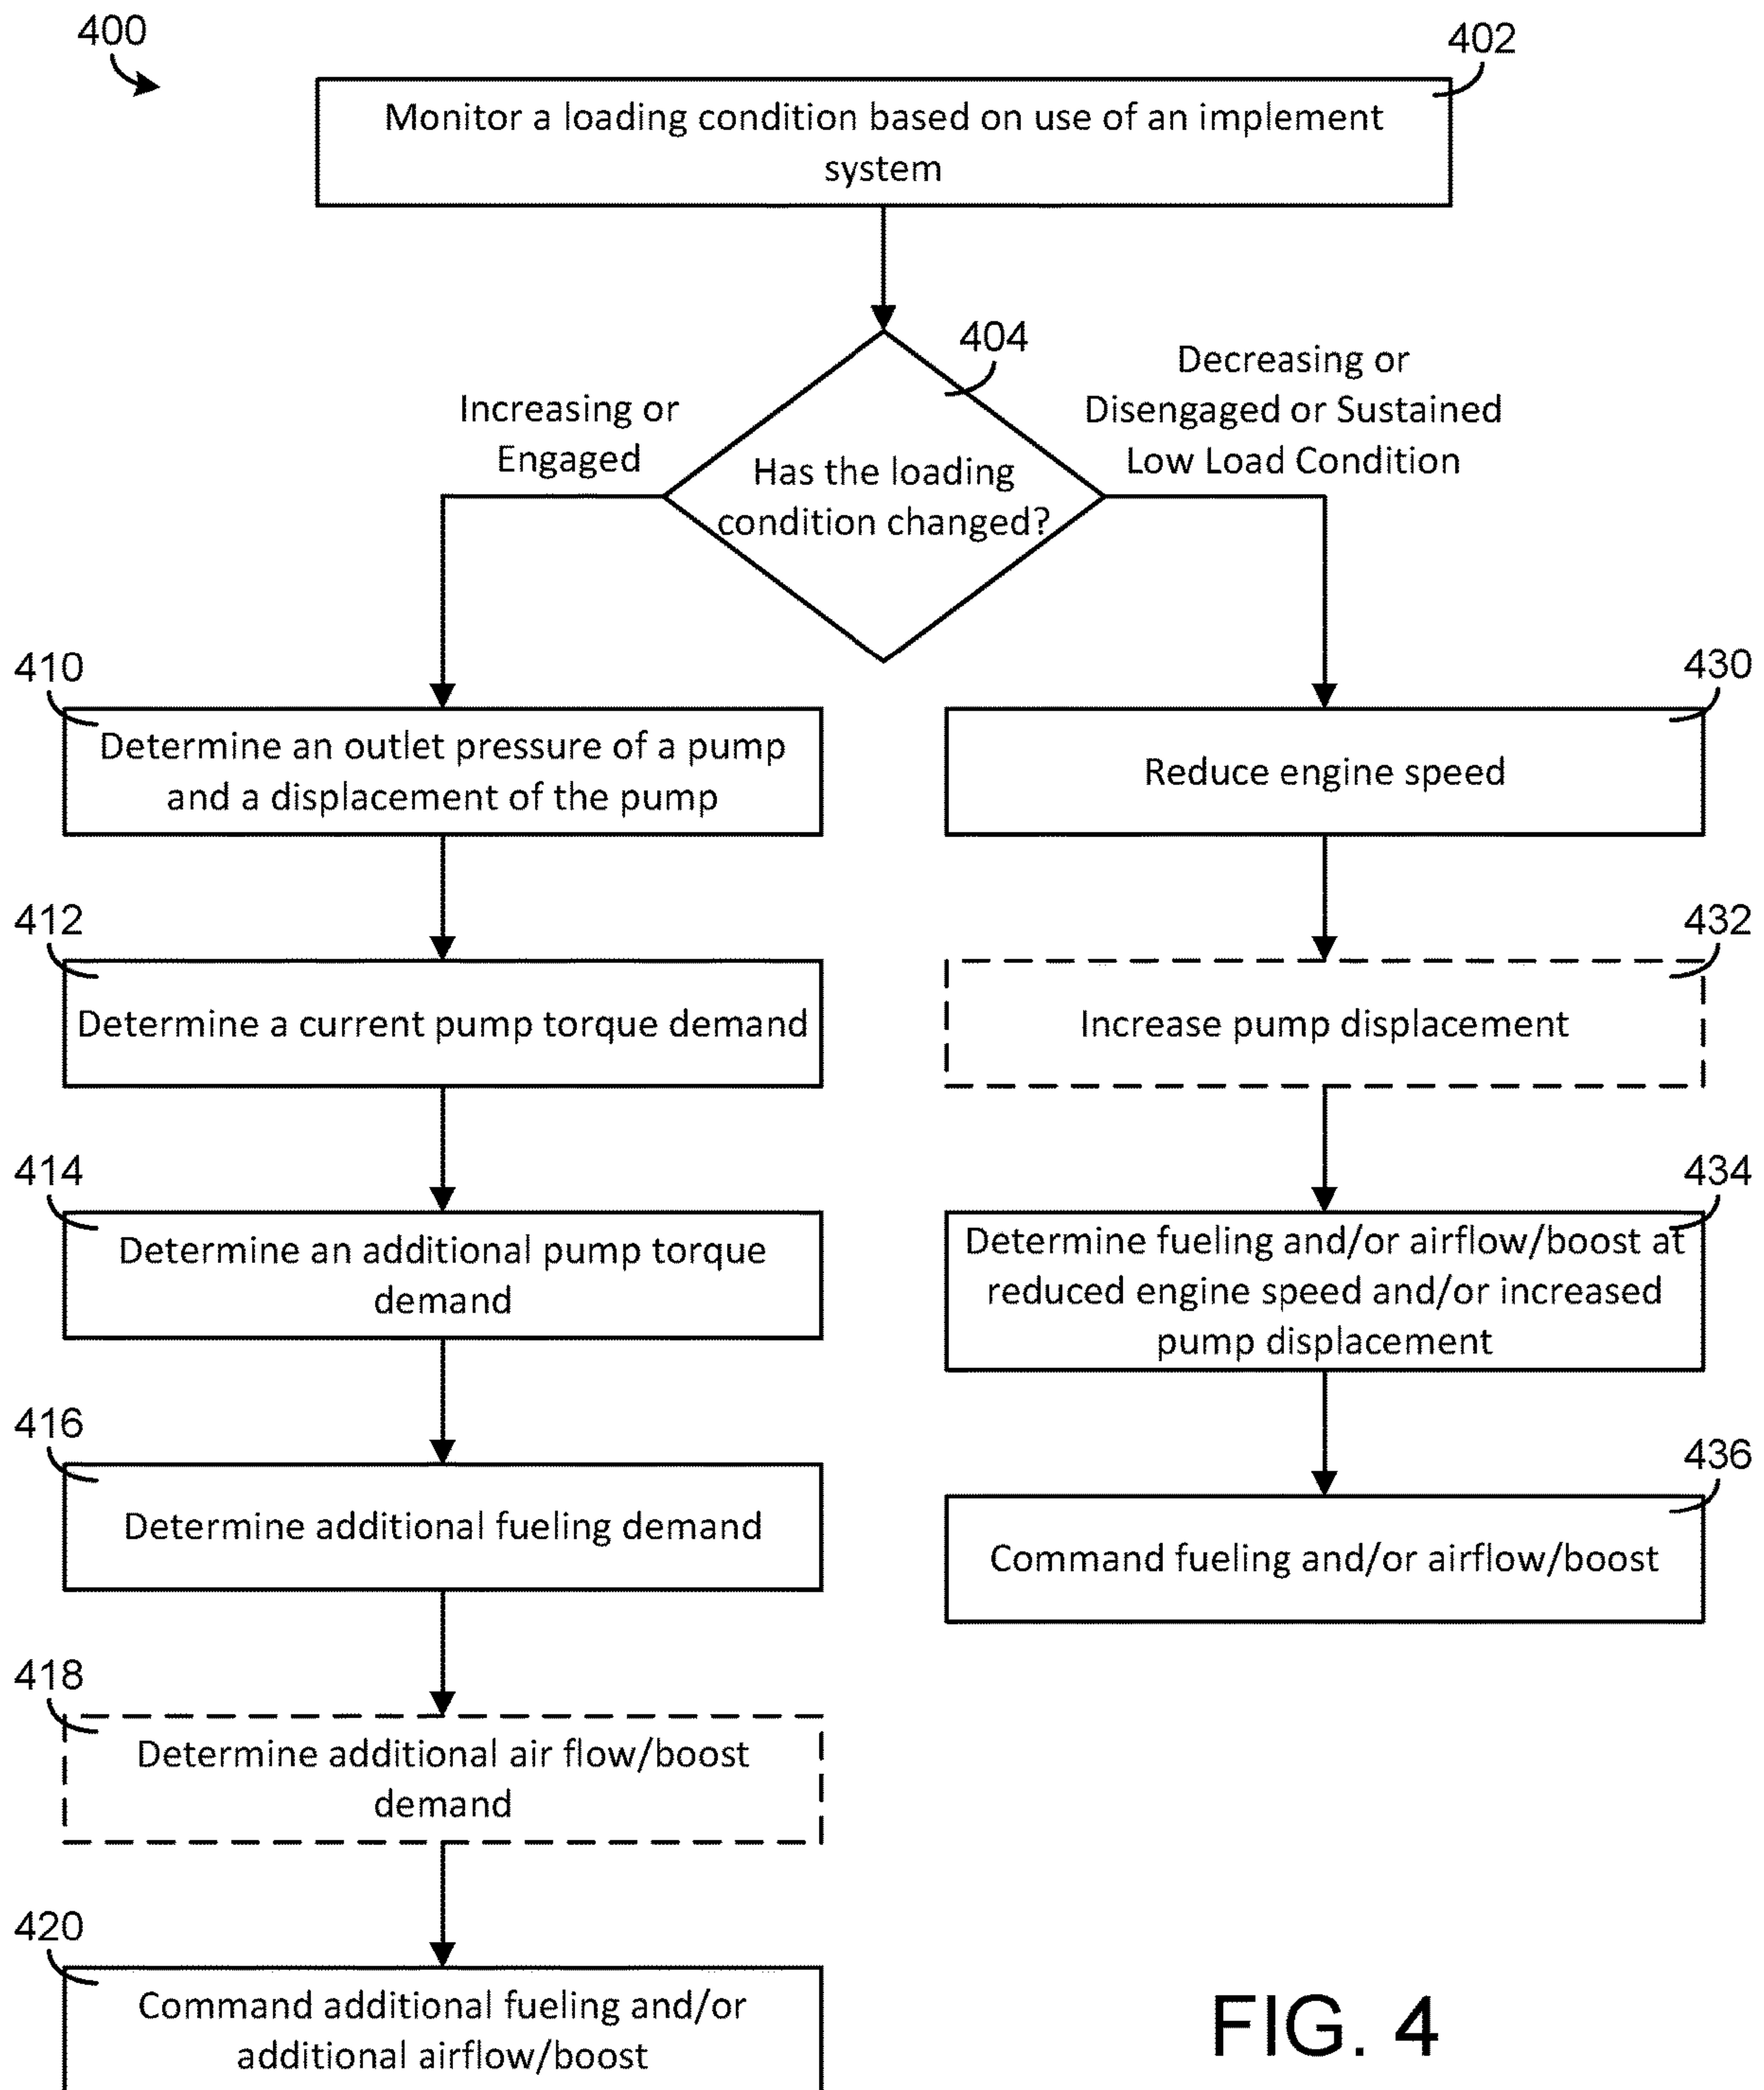 400
402
Monitor a loading condition based on use of an implement
system
404
Increasing or
Engaged
Decreasing or
Disengaged or Sustained
Low Load Condition
Has the loading
condition changed?
410
Determine an outlet pressure of a pump
and a displacement of the pump
412
Determine a current pump torque demand
414
Determine an additional pump torque
demand
416
Determine additional fueling demand
418
Determine additional air flow/boost
demand
420
Command additional fueling and/or
additional airflow/boost
430
Reduce engine speed
432
Increase pump displacement
434
Determine fueling and/or airflow/boost at
reduced engine speed and/or increased
pump displacement
436
Command fueling and/or airflow/boost
FIG. 4